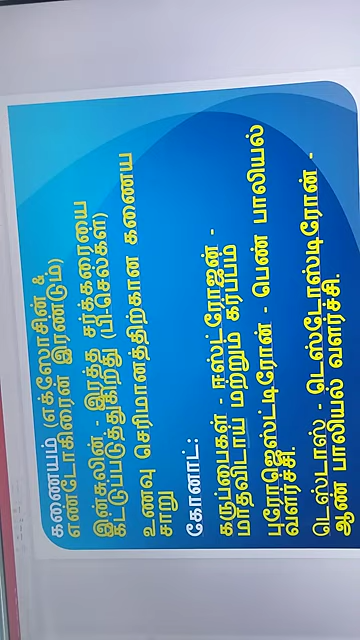 கணையம் (எக்ஸோகின் &
எண்டோகிரைன் இரண்டும்)
இன்சுலின் - இரத்த சர்க்கரையை
கட்டுப்படுத்துகிறது (பி-செல்கள்)
உணவு செரிமானத்திற்கான கணைய
சாறு
கோனாட்:
கருப்பைகள் - ஈஸ்ட்ரோஜன் -
மாதவிடாய் மற்றும் கர்ப்பம்
புரோஜெஸ்ட்டிரோன் - பெண் பாலியல்
வளர்ச்சி.
டெஸ்டாஸ் - டெஸ்டோஸ்டிரோன் -
ஆண் பாலியல் வளர்ச்சி.